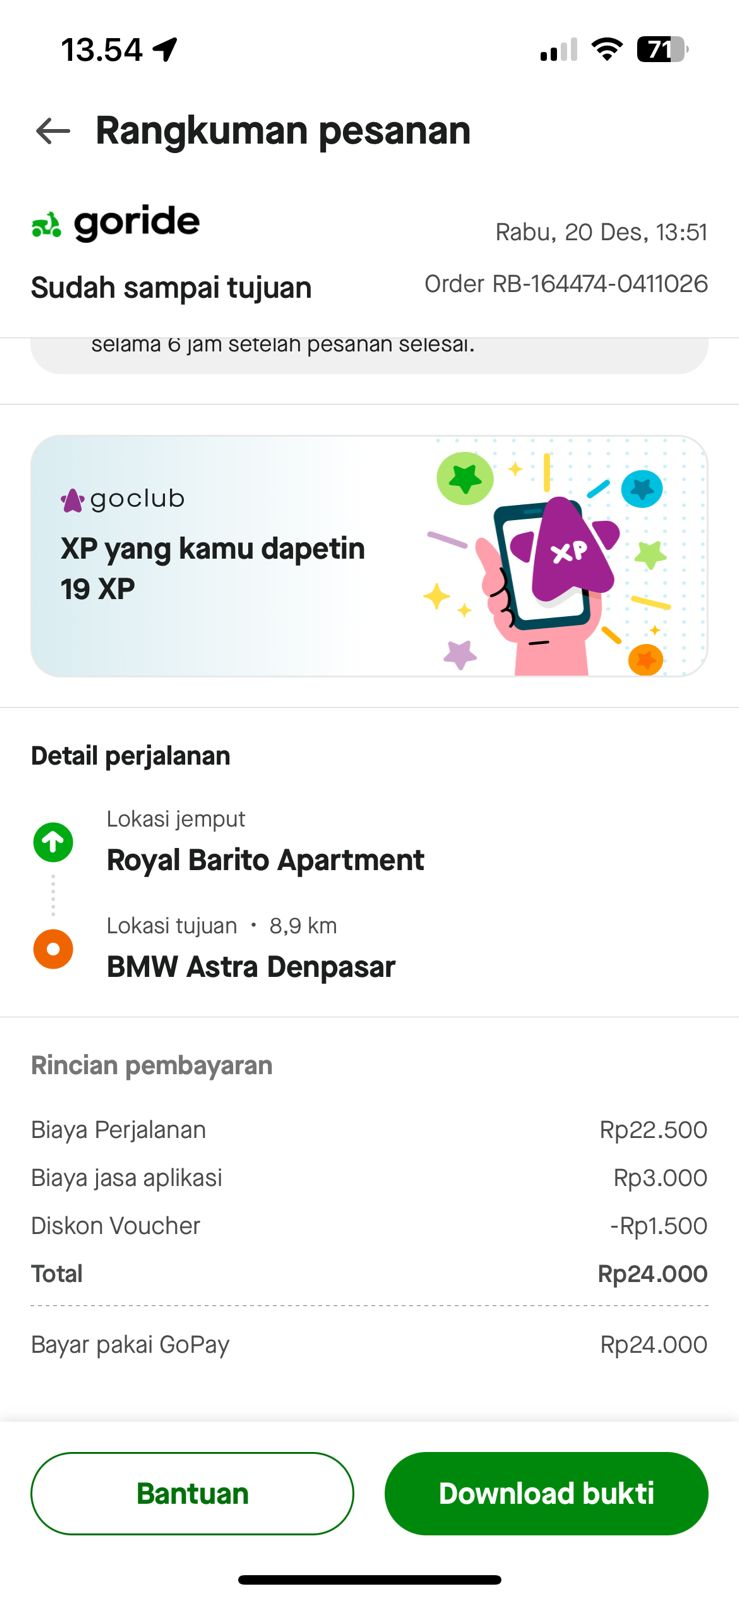 13.54
71
Rangkuman pesanan
goride
Rabu, 20 Des, 13:51
Sudah sampai tujuan
Order RB-164474-0411026
selama 6 jam setelah pesanan selesai.
goclub
XP yang kamu dapetin
19 XP
XP
Detail perjalanan
Lokasi jemput
Royal Barito Apartment
Lokasi tujuan • 8,9 km
BMW Astra Denpasar
Rincian pembayaran
Biaya Perjalanan Rp22.500
Biaya jasa aplikasi Rp3.000
Diskon Voucher -Rp1.500
Total Rp24.000
Bayar pakai GoPay Rp24.000
Bantuan
Download bukti